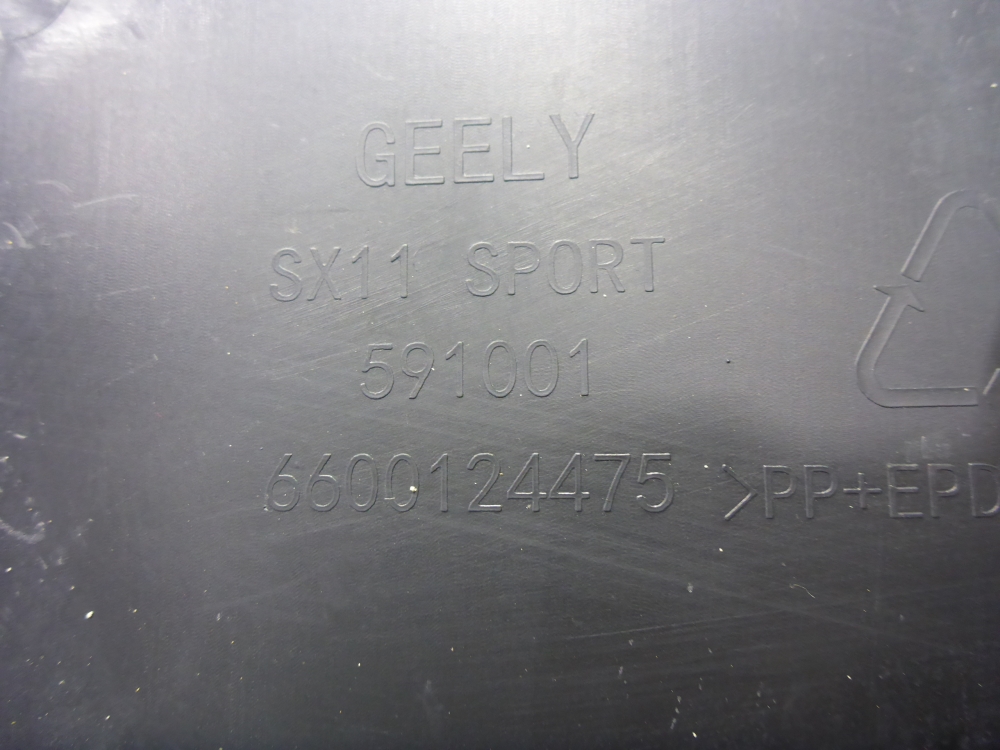 GEELY
SX11 SPORT
591001
6600124475 >PP+EPD